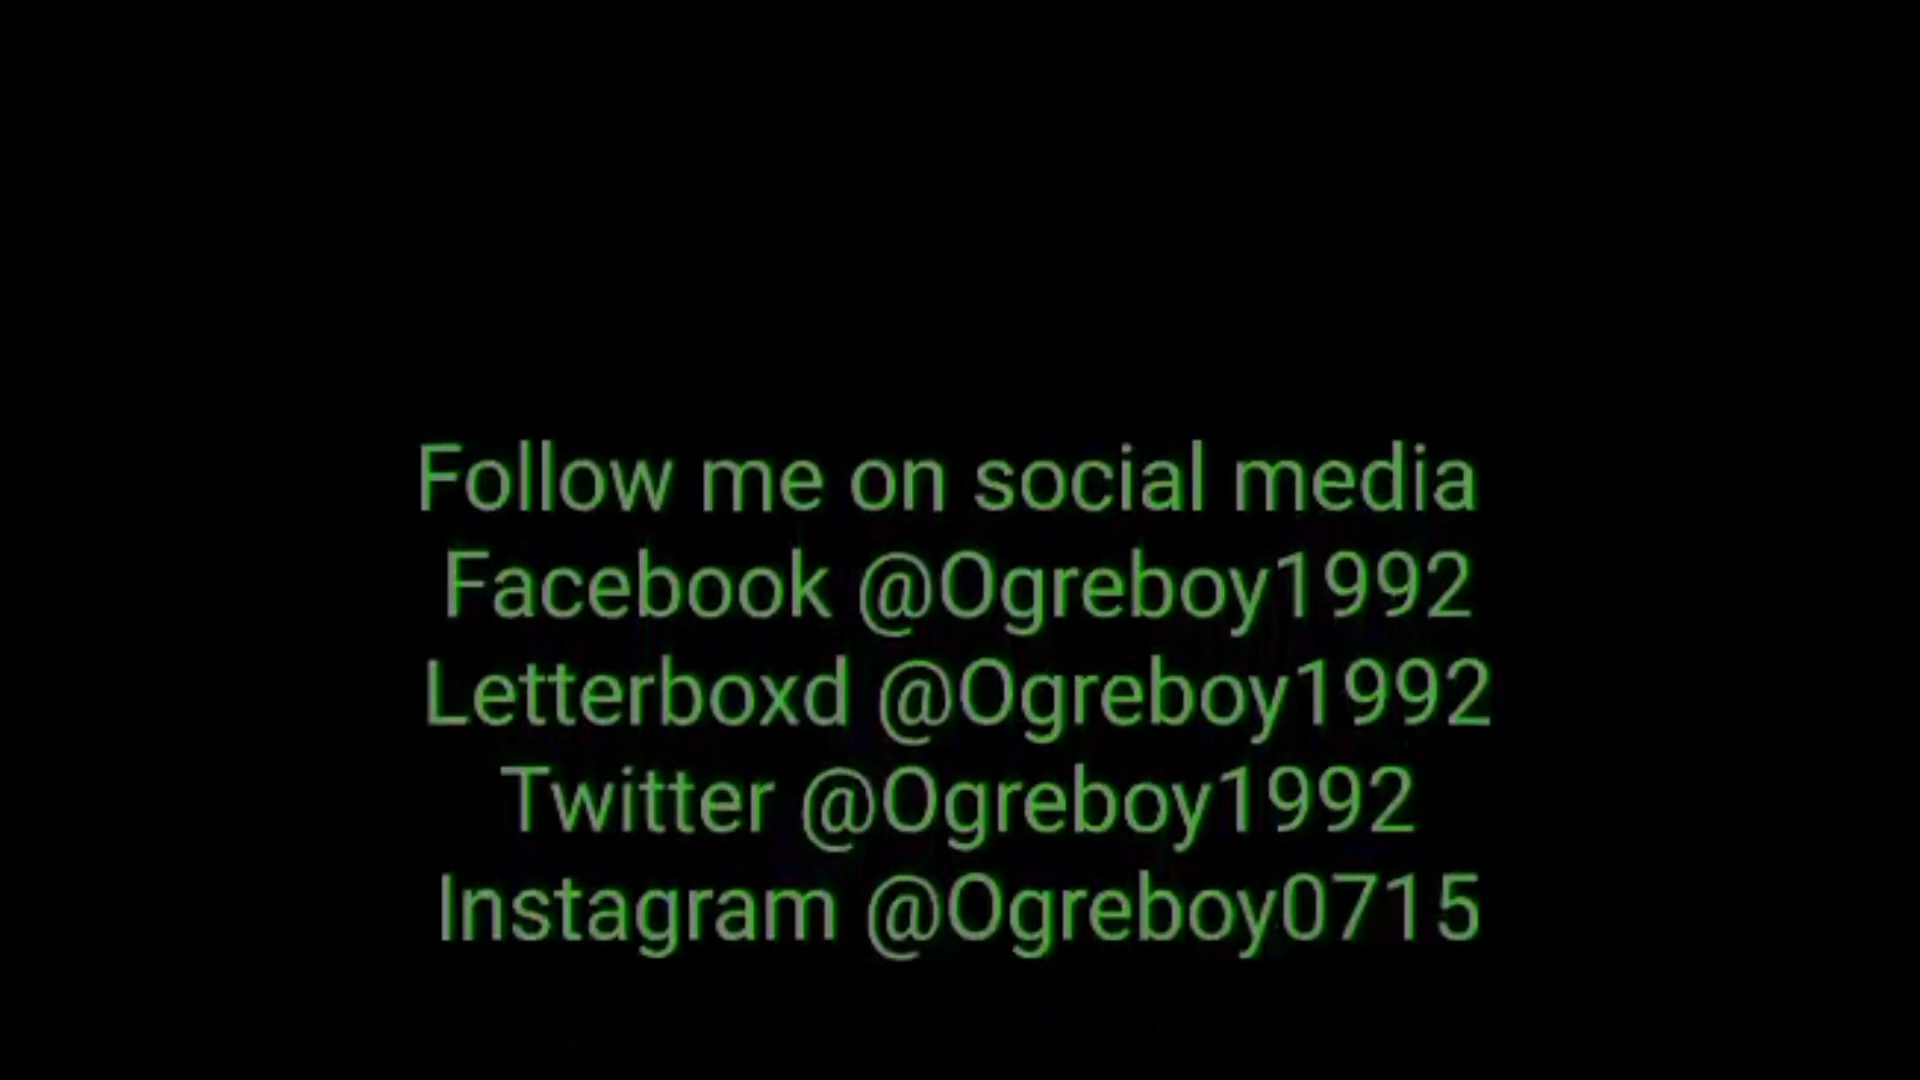 Follow me on social media
Facebook @Ogreboy1992
Letterboxd @Ogreboy1992
Twitter @Ogreboy1992
Instagram @Ogreboy0715